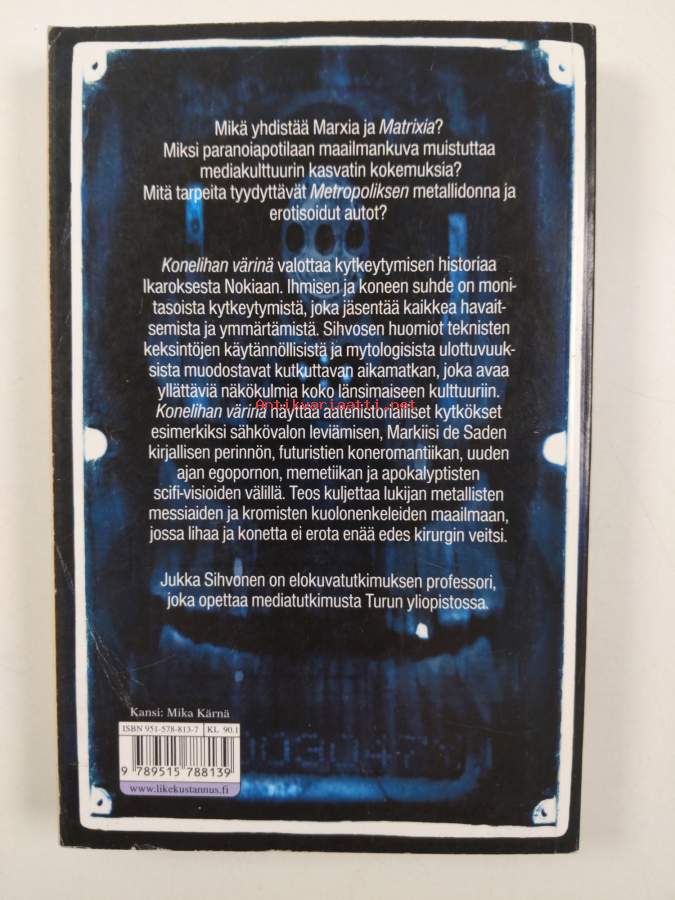 Mikä yhdistää Marxia ja Matrixia?
Miksi paranoiapotilaan maailmankuva muistuttaa
mediakulttuurin kasvatin kokemuksia?
Mitä tarpeita tyydyttävät Metropoliksen metallidonna ja
erotisoidut autot?
Konelihan värinä valottaa kytkeytymisen historiaa
Ikaroksesta Nokiaan. Ihmisen ja koneen suhde on moni-
tasoista kytkeytymistä, joka jäsentää kaikkea havait-
semista ja ymmärtämistä. Sihvosen huomiot teknisten
keksintöjen käytännöllisistä ja mytologisista ulottuvuuk-
sista muodostavat kutkuttavan aikamatkan, joka avaa
yllättäviä näkökulmia koko länsimaiseen kulttuuriin.
Antikvariaatti.net
Konelihan värinä näyttää aatehistorialliset kytkökset
esimerkiksi sähkövalon leviämisen, Markiisi de Saden
kirjallisen perinnön, futuristien koneromantiikan, uuden
ajan egopornon, memetiikan ja apokalyptisten
scifi-visioiden välillä. Teos kuljettaa lukijan metallisten
messiaiden ja kromisten kuolonenkeleiden maailmaan,
jossa lihaa ja konetta ei erota enää edes kirurgin veitsi.
Jukka Sihvonen on elokuvatutkimuksen professori,
joka opettaa mediatutkimusta Turun yliopistossa.
Kansi: Mika Kärnä
ISBN 951-578-813-7 KL 90.1
9 789515 788139
www.likekustannus.fi